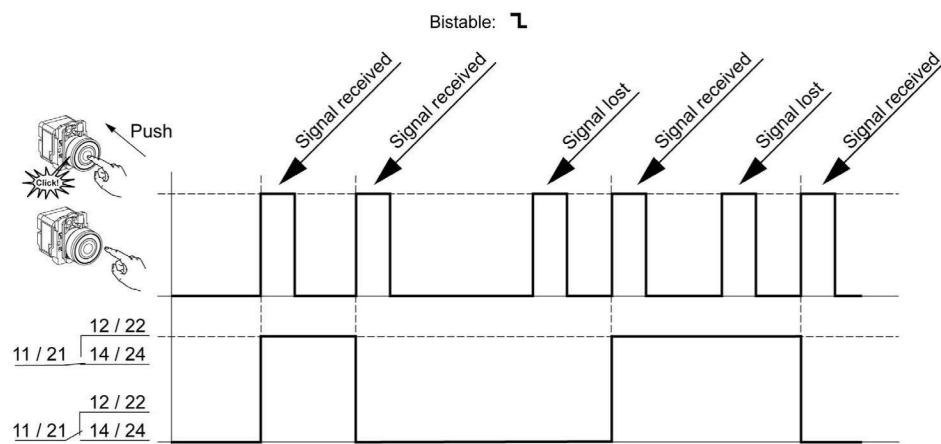 Bistable:
Signal received
Signal received
Signal lost
Signal received
Signal lost
Signal received
Push
Click!
12 / 22
11 / 21 14 / 24
12 / 22
11 / 21 14 / 24